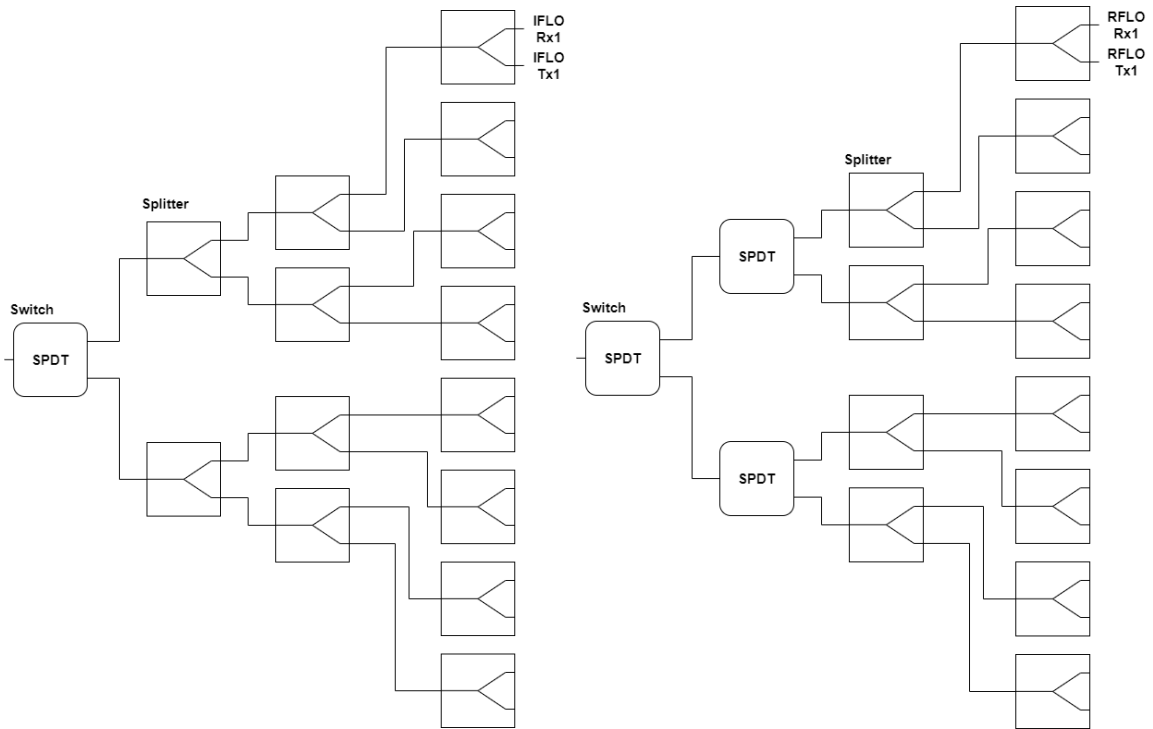 IFLO
Rx1
IFLO
Tx1
Splitter
Switch
SPDT
RFLO
Rx1
RFLO
Tx1
Splitter
SPDT
Switch
SPDT
SPDT